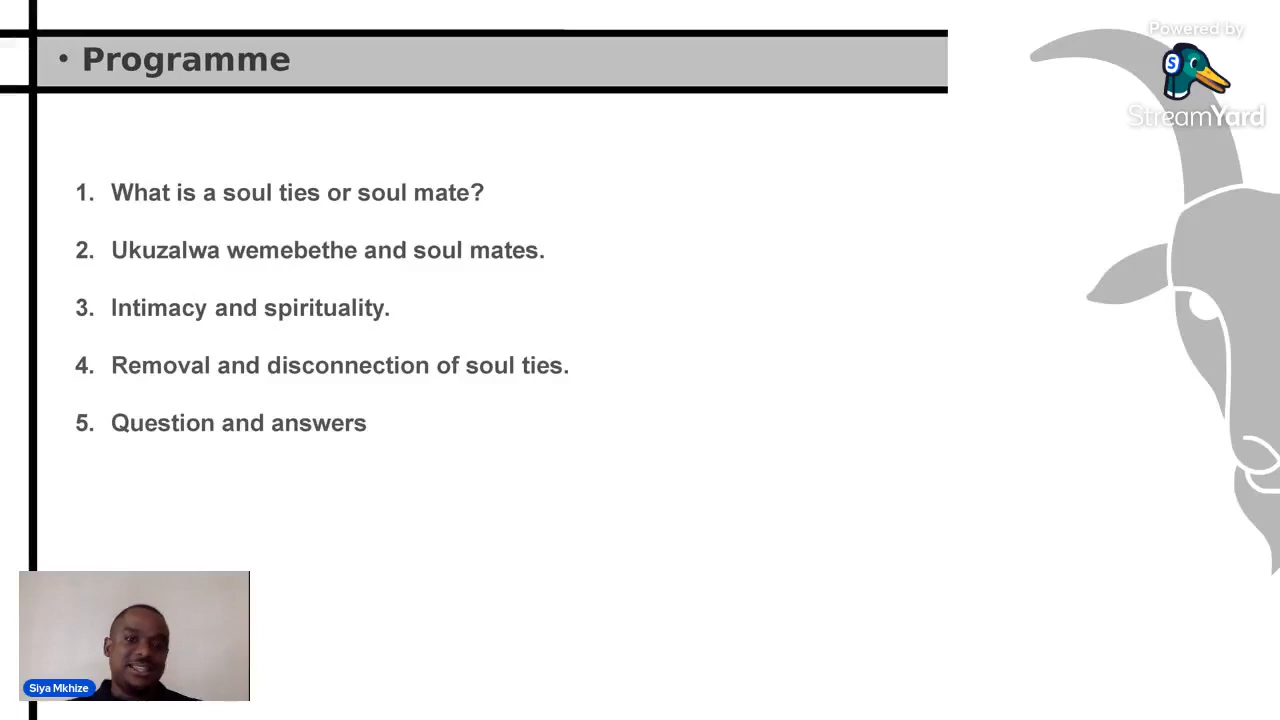 • Programme
Powered by
S
StreamYard
1. What is a soul ties or soul mate?
2. Ukuzalwa wemebethe and soul mates.
3. Intimacy and spirituality.
4. Removal and disconnection of soul ties.
5. Question and answers
Siya Mkhize